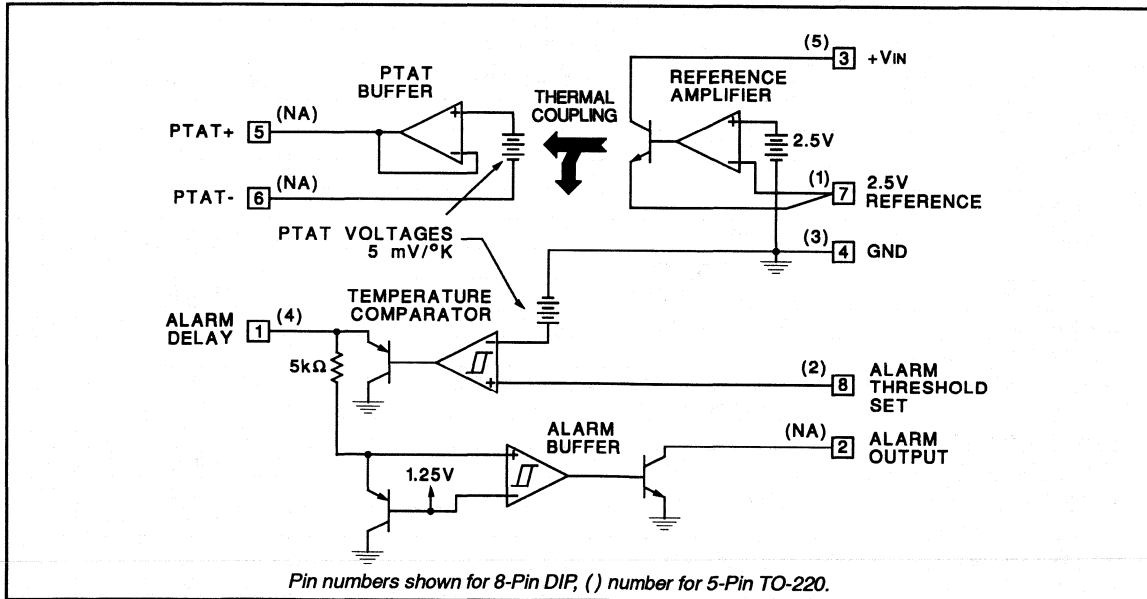 (5)
3 +VIN
PTAT
BUFFER
REFERENCE
AMPLIFIER
THERMAL
COUPLING
PTAT+ 5 (NA)
+
-
+
-
2.5V
PTAT- 6 (NA)
(1)
7 2.5V
REFERENCE
PTAT VOLTAGES
5 mV/°K
(3)
4 GND
TEMPERATURE
COMPARATOR
ALARM
DELAY 1 (4)
-
+
5kΩ
(2)
8 ALARM
THRESHOLD
SET
ALARM
BUFFER
(NA)
2 ALARM
OUTPUT
+
-
1.25V
Pin numbers shown for 8-Pin DIP, ( ) number for 5-Pin TO-220.